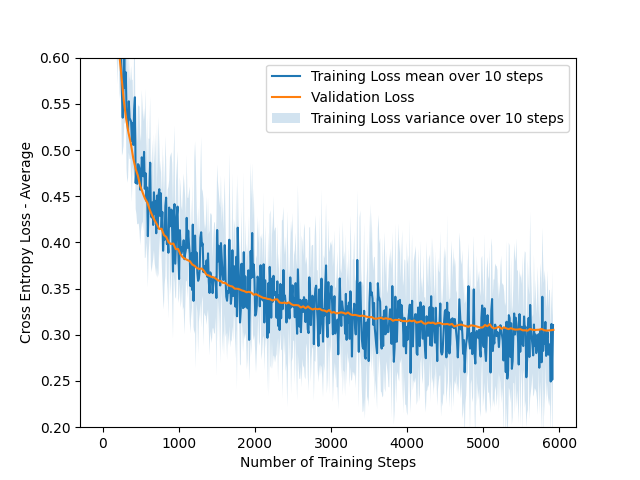 Training Loss mean over 10 steps
Validation Loss
Training Loss variance over 10 steps
0.60
0.55
0.50
0.45
0.40
0.35
0.30
0.25
0.20
Cross Entropy Loss - Average
0 1000 2000 3000 4000 5000 6000
Number of Training Steps